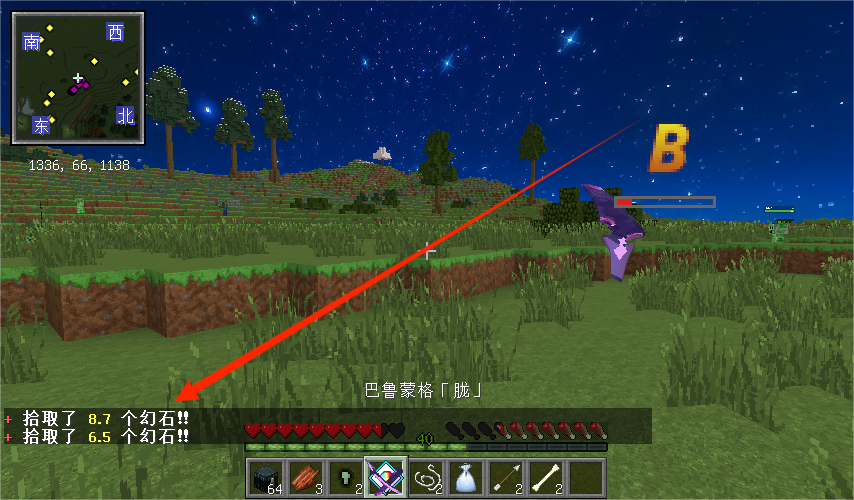 南
西
东
北
1336, 66, 1138
B
巴鲁蒙格「胧」
+ 拾取了 8.7 个幻石!!
+ 拾取了 6.5 个幻石!!
40
64
3
2
2
2
2